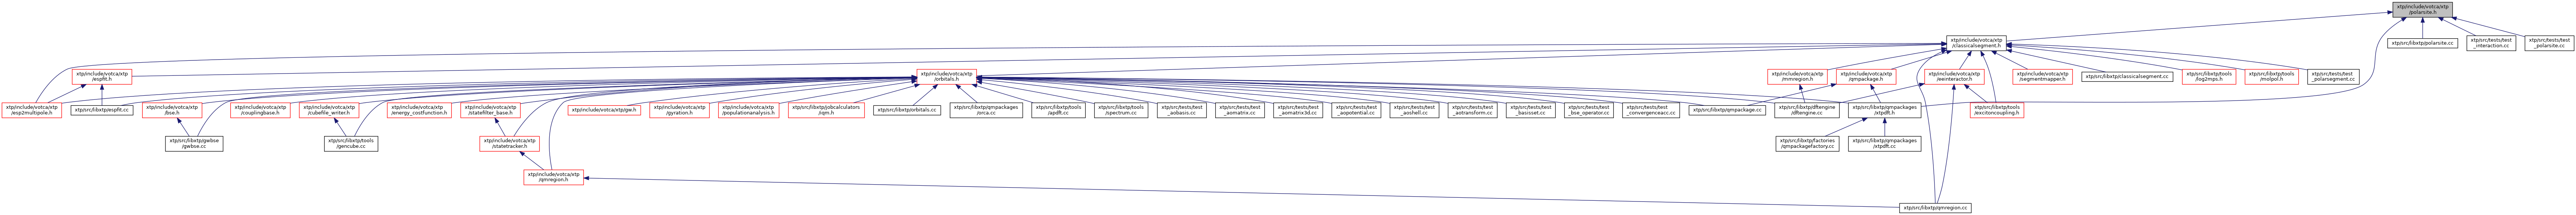 xtp/include/votca/xtp
/polarsite.h
xtp/include/votca/xtp
/classicalsegment.h
xtp/src/libxtp/polarsite.cc
xtp/src/tests/test
_interaction.cc
xtp/src/tests/test
_polarsite.cc
xtp/include/votca/xtp
/espfit.h
xtp/include/votca/xtp
/orbitals.h
xtp/include/votca/xtp
/mmregion.h
xtp/include/votca/xtp
/qmpackage.h
xtp/include/votca/xtp
/eeinteractor.h
xtp/include/votca/xtp
/segmentmapper.h
xtp/src/libxtp/classicalsegment.cc
xtp/src/libxtp/tools
/log2mps.h
xtp/src/libxtp/tools
/molpol.h
xtp/src/tests/test
_polarsegment.cc
xtp/include/votca/xtp
/esp2multipole.h
xtp/src/libxtp/espfit.cc
xtp/include/votca/xtp
/bse.h
xtp/include/votca/xtp
/couplingbase.h
xtp/include/votca/xtp
/cubefile_writer.h
xtp/include/votca/xtp
/energy_costfunction.h
xtp/include/votca/xtp
/statefilter_base.h
xtp/include/votca/xtp/gw.h
xtp/include/votca/xtp
/gyration.h
xtp/include/votca/xtp
/populationanalysis.h
xtp/src/libxtp/jobcalculators
/iqm.h
xtp/src/libxtp/orbitals.cc
xtp/src/libxtp/qmpackages
/orca.cc
xtp/src/libxtp/tools
/apdft.cc
xtp/src/libxtp/tools
/spectrum.cc
xtp/src/tests/test
_aobasis.cc
xtp/src/tests/test
_aomatrix.cc
xtp/src/tests/test
_aomatrix3d.cc
xtp/src/tests/test
_aopotential.cc
xtp/src/tests/test
_aoshell.cc
xtp/src/tests/test
_aotransform.cc
xtp/src/tests/test
_basisset.cc
xtp/src/tests/test
_bse_operator.cc
xtp/src/tests/test
_convergenceacc.cc
xtp/src/libxtp/qmpackage.cc
xtp/src/libxtp/dftengine
/dftengine.cc
xtp/src/libxtp/qmpackages
/xtpdft.h
xtp/src/libxtp/tools
/excitoncoupling.h
xtp/src/libxtp/gwbse
/gwbse.cc
xtp/src/libxtp/tools
/gencube.cc
xtp/include/votca/xtp
/statetracker.h
xtp/src/libxtp/factories
/qmpackagefactory.cc
xtp/src/libxtp/qmpackages
/xtpdft.cc
xtp/include/votca/xtp
/qmregion.h
xtp/src/libxtp/qmregion.cc